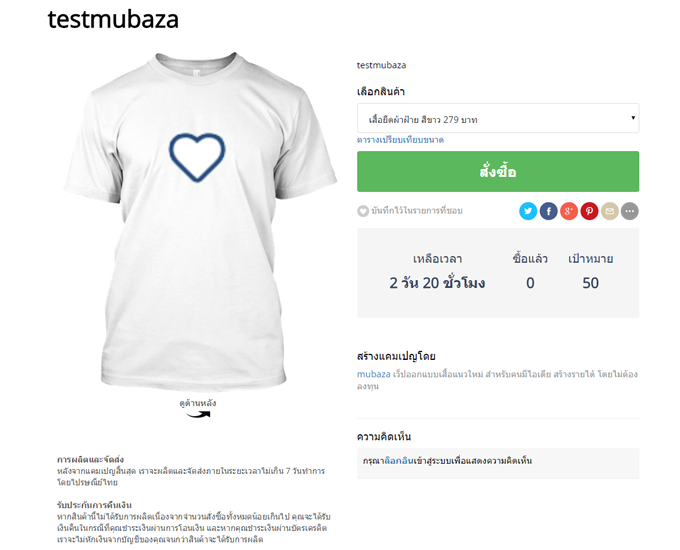 testmubaza
testmubaza
เลือกสินค้า
เสื้อยืดผ้าฝ้าย สีขาว 279 บาท
ตารางเปรียบเทียบขนาด
สั่งซื้อ
บันทึกไว้ในรายการที่ชอบ
เหลือเวลา ซื้อแล้ว เป้าหมาย
2 วัน 20 ชั่วโมง 0 50
สร้างแคมเปญโดย
mubaza เว็ปออกแบบเสื้อแนวใหม่ สำหรับคนมีไอเดีย สร้างรายได้ โดยไม่ต้อง
ลงทุน
ความคิดเห็น
กรุณาล็อกอินเข้าสู่ระบบเพื่อแสดงความคิดเห็น
ดูด้านหลัง
การผลิตและจัดส่ง
หลังจากแคมเปญสิ้นสุด เราจะผลิตและจัดส่งภายในระยะเวลาไม่เกิน 7 วันทำการ
โดยไปรษณีย์ไทย
รับประกันการคืนเงิน
หากสินค้านี้ไม่ได้รับการผลิตเนื่องจากจำนวนสั่งซื้อทั้งหมดน้อยเกินไป คุณจะได้รับ
เงินคืนในกรณีที่คุณชำระเงินผ่านการโอนเงิน และหากคุณชำระเงินผ่านบัตรเครดิต
เราจะไม่หักเงินจากบัญชีของคุณจนกว่าสินค้าจะได้รับการผลิต